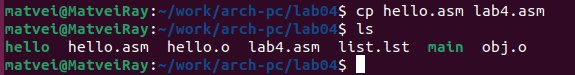 matvei@MatveiRay:~/work/arch-pc/lab04$ cp hello.asm lab4.asm
matvei@MatveiRay:~/work/arch-pc/lab04$ ls
hello  hello.asm  hello.o  lab4.asm  list.lst  main  obj.o
matvei@MatveiRay:~/work/arch-pc/lab04$